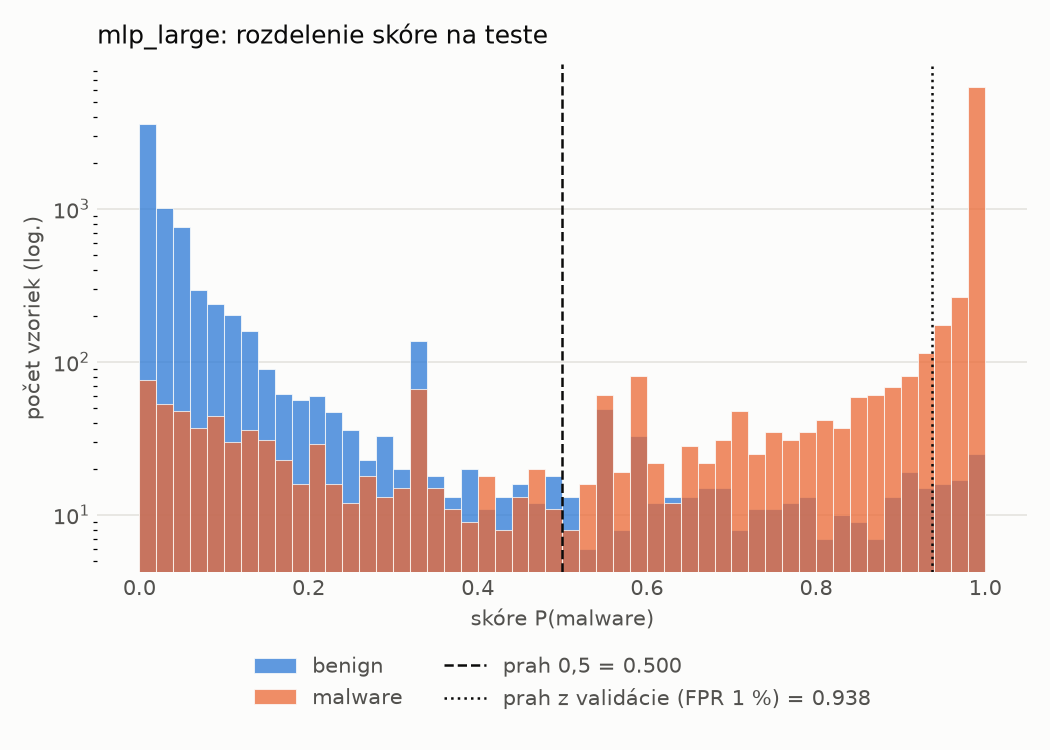 mlp_large: rozdelenie skóre na teste
počet vzoriek (log.)
10³
10²
10¹
0.0 0.2 0.4 0.6 0.8 1.0
skóre P(malware)
benign
malware
prah 0,5 = 0.500
prah z validácie (FPR 1 %) = 0.938